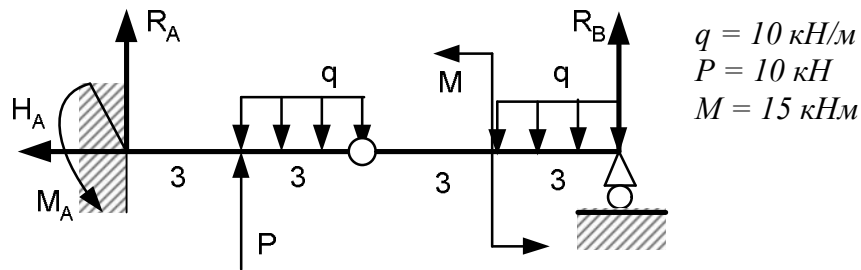 R_A
R_B
q = 10 кН/м
P = 10 кН
M = 15 кНм
q
M
q
H_A
3
3
3
3
M_A
P